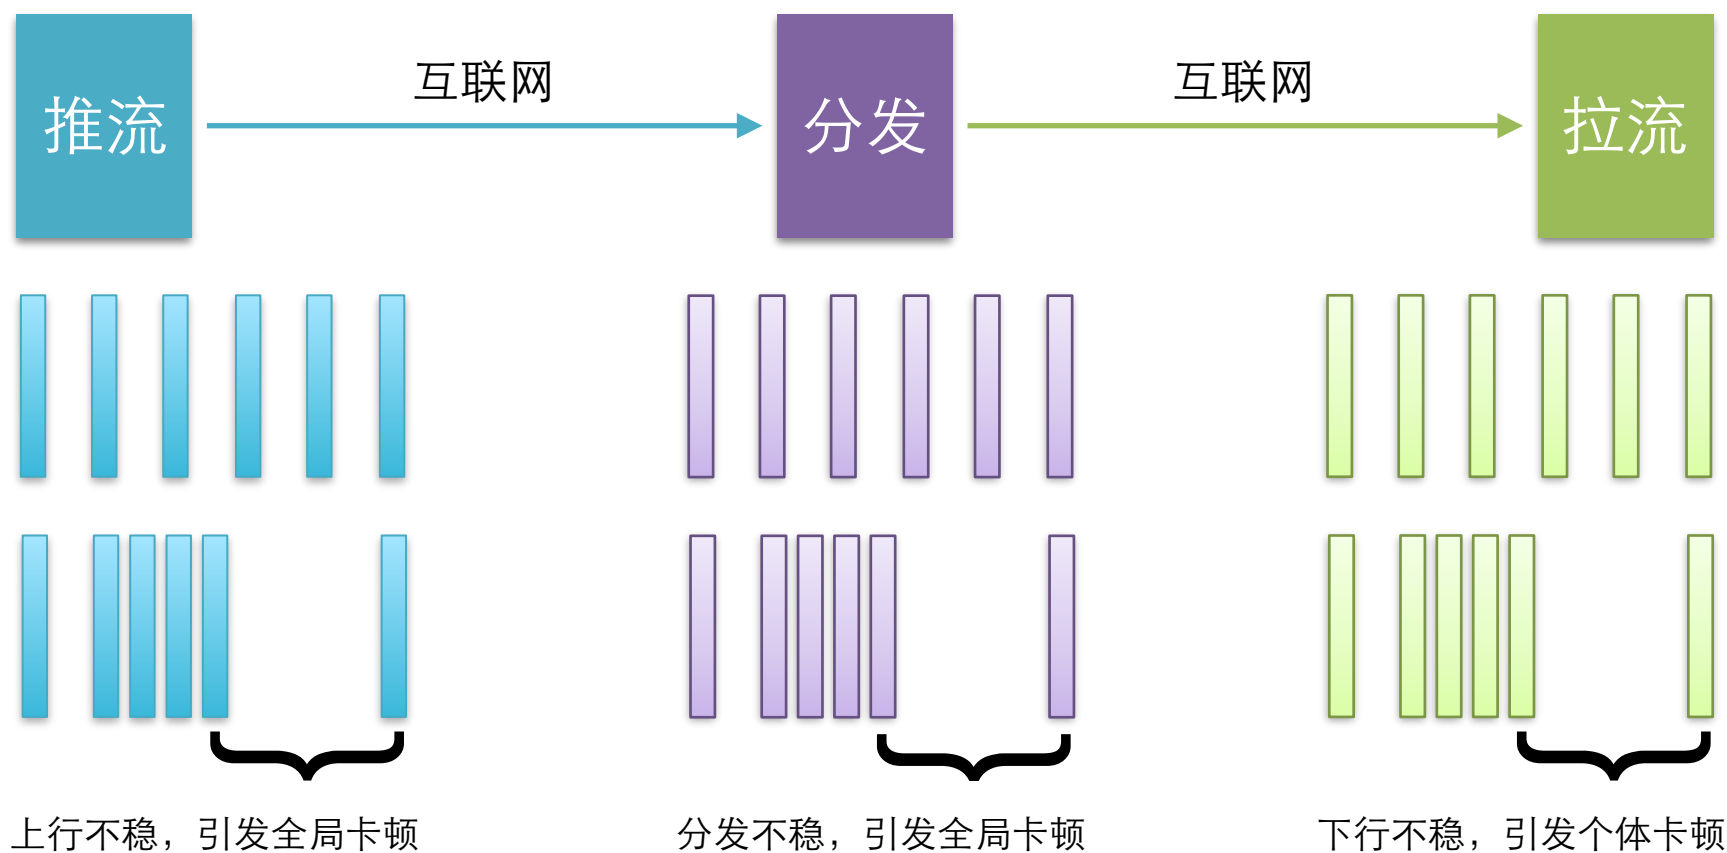 推流
互联网
分发
互联网
拉流
上行不稳，引发全局卡顿
分发不稳，引发全局卡顿
下行不稳，引发个体卡顿